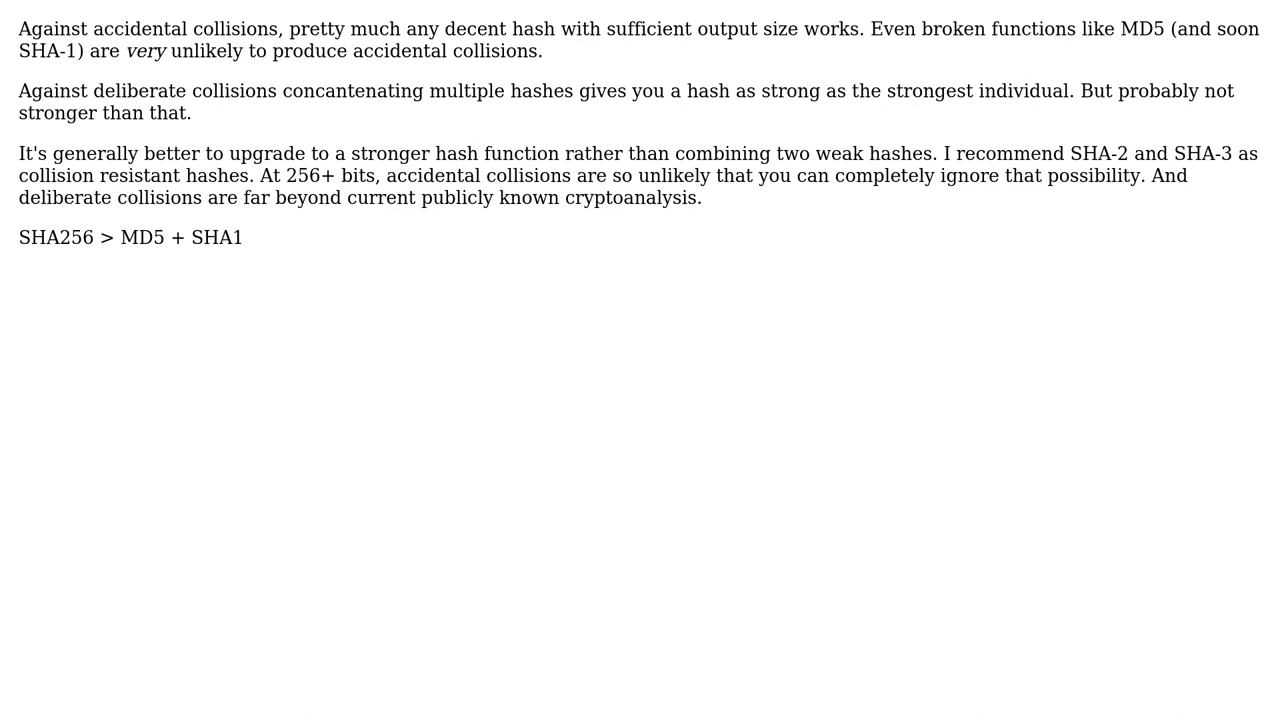 Against accidental collisions, pretty much any decent hash with sufficient output size works. Even broken functions like MD5 (and soon
SHA-1) are very unlikely to produce accidental collisions.
Against deliberate collisions concantenating multiple hashes gives you a hash as strong as the strongest individual. But probably not
stronger than that.
It's generally better to upgrade to a stronger hash function rather than combining two weak hashes. I recommend SHA-2 and SHA-3 as
collision resistant hashes. At 256+ bits, accidental collisions are so unlikely that you can completely ignore that possibility. And
deliberate collisions are far beyond current publicly known cryptoanalysis.
SHA256 > MD5 + SHA1